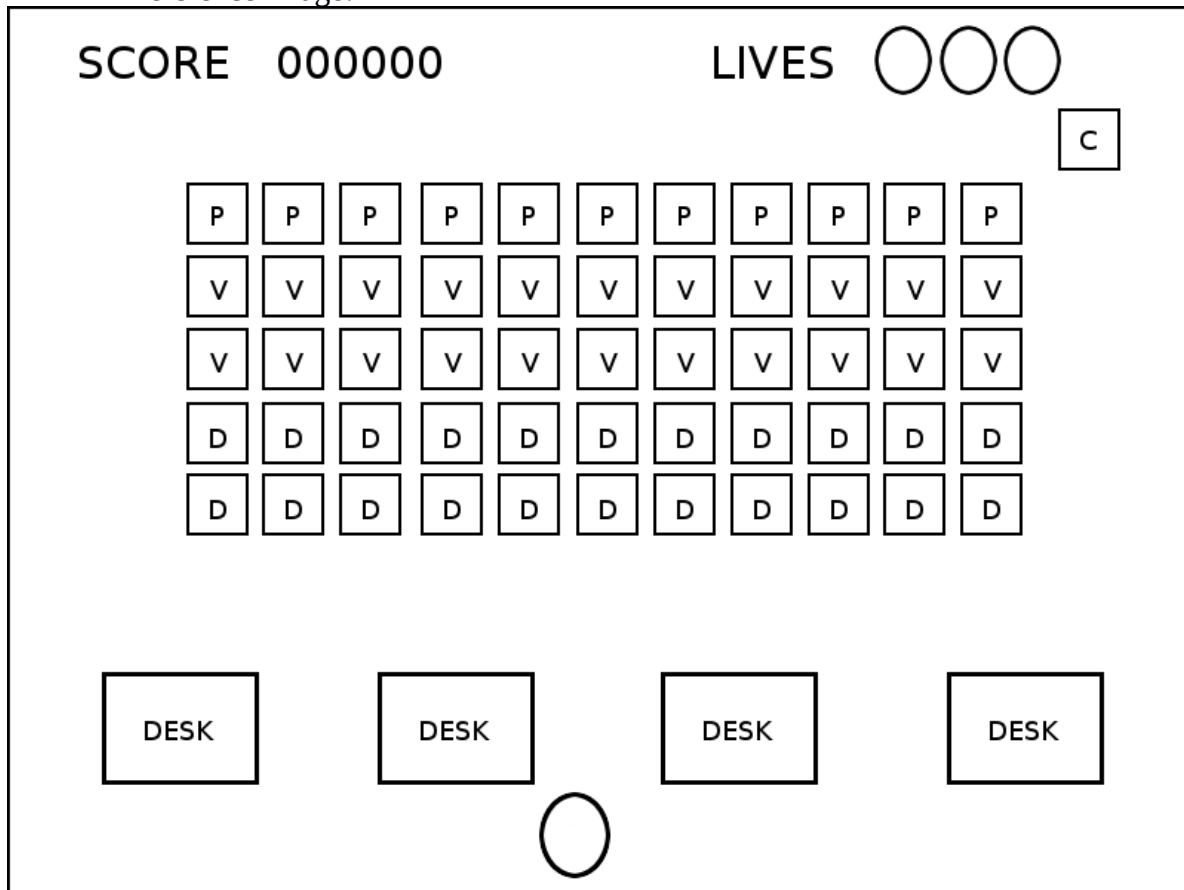 SCORE 000000 LIVES
C
P P P P P P P P P P P
V V V V V V V V V V V
V V V V V V V V V V V
D D D D D D D D D D D
D D D D D D D D D D D
DESK DESK DESK DESK